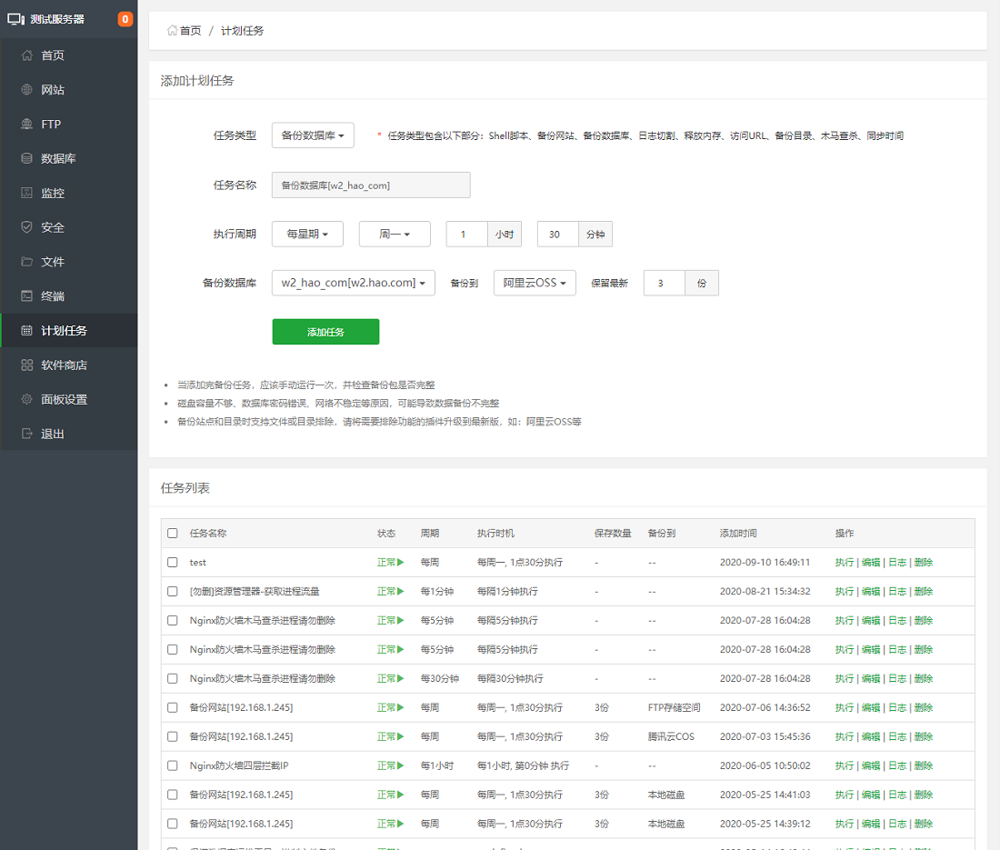 测试服务器 0
首页
网站
FTP
数据库
监控
安全
文件
终端
计划任务
软件商店
面板设置
退出
首页 / 计划任务
添加计划任务
任务类型 备份数据库 * 任务类型包含以下部分：Shell脚本、备份网站、备份数据库、日志切割、释放内存、访问URL、备份目录、木马查杀、同步时间
任务名称 备份数据库[w2_hao_com]
执行周期 每星期 周一 1 小时 30 分钟
备份数据库 w2_hao_com[w2.hao.com] 备份到 阿里云OSS 保留最新 3 份
添加任务
当添加完备份任务，应该手动运行一次，并检查备份包是否完整
磁盘容量不够、数据库密码错误、网络不稳定等原因，可能导致数据备份不完整
备份站点和目录时支持文件或目录排除，请将需要排除功能的插件升级到最新版，如：阿里云OSS等
任务列表
任务名称 状态 周期 执行时机 保存数量 备份到 添加时间 操作
test 正常 每周 每周一, 1点30分执行 - -- 2020-09-10 16:49:11 执行 | 编辑 | 日志 | 删除
[勿删]资源管理器-获取进程流量 正常 每1分钟 每隔1分钟执行 - -- 2020-08-21 15:34:32 执行 | 编辑 | 日志 | 删除
Nginx防火墙木马查杀进程请勿删除 正常 每5分钟 每隔5分钟执行 - -- 2020-07-28 16:04:28 执行 | 编辑 | 日志 | 删除
Nginx防火墙木马查杀进程请勿删除 正常 每5分钟 每隔5分钟执行 - -- 2020-07-28 16:04:28 执行 | 编辑 | 日志 | 删除
Nginx防火墙木马查杀进程请勿删除 正常 每30分钟 每隔30分钟执行 - -- 2020-07-28 16:04:28 执行 | 编辑 | 日志 | 删除
备份网站[192.168.1.245] 正常 每周 每周一, 1点30分执行 3份 FTP存储空间 2020-07-06 14:36:52 执行 | 编辑 | 日志 | 删除
备份网站[192.168.1.245] 正常 每周 每周一, 1点30分执行 3份 腾讯云COS 2020-07-03 15:45:36 执行 | 编辑 | 日志 | 删除
Nginx防火墙四层拦截IP 正常 每1小时 每1小时, 第0分钟 执行 - -- 2020-06-05 10:50:02 执行 | 编辑 | 日志 | 删除
备份网站[192.168.1.245] 正常 每周 每周一, 1点30分执行 3份 本地磁盘 2020-05-25 14:41:03 执行 | 编辑 | 日志 | 删除
备份网站[192.168.1.245] 正常 每周 每周一, 1点30分执行 3份 本地磁盘 2020-05-25 14:39:12 执行 | 编辑 | 日志 | 删除